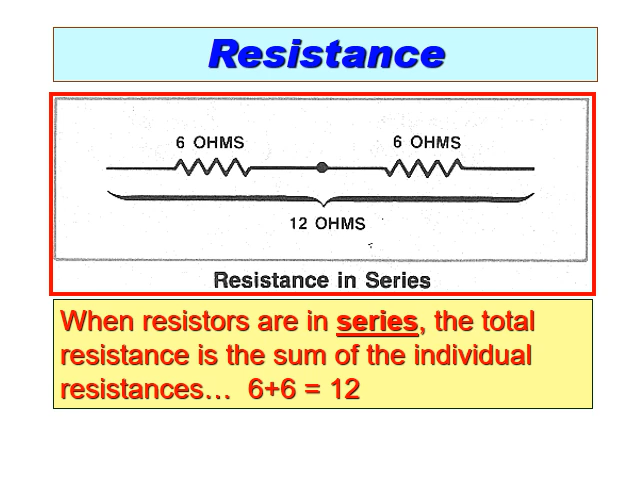 Resistance
6 OHMS 6 OHMS
12 OHMS
Resistance in Series
When resistors are in series, the total
resistance is the sum of the individual
resistances… 6+6 = 12